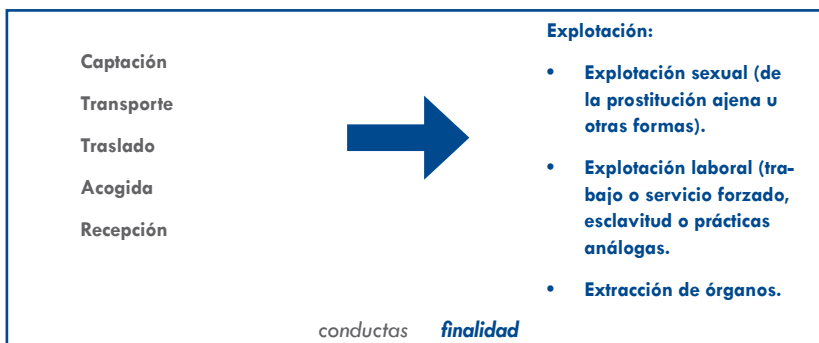 Captación
Transporte
Traslado
Acogida
Recepción
Explotación:
• Explotación sexual (de
la prostitución ajena u
otras formas).
• Explotación laboral (tra-
bajo o servicio forzado,
esclavitud o prácticas
análogas.
• Extracción de órganos.
conductas finalidad